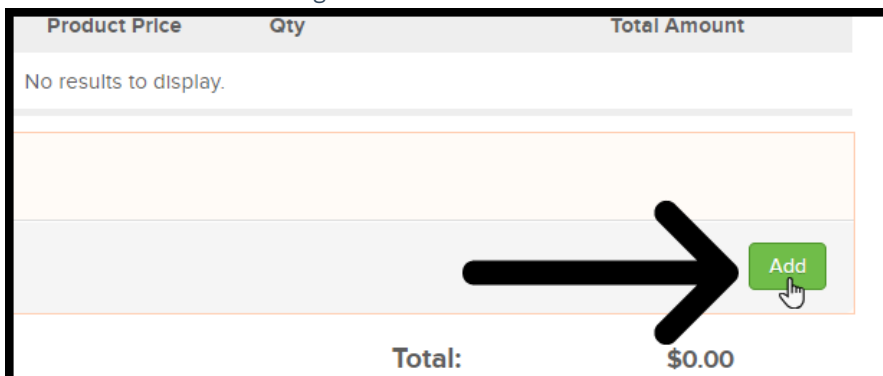 Product Price Qty Total Amount
No results to display.
Add
Total: $0.00